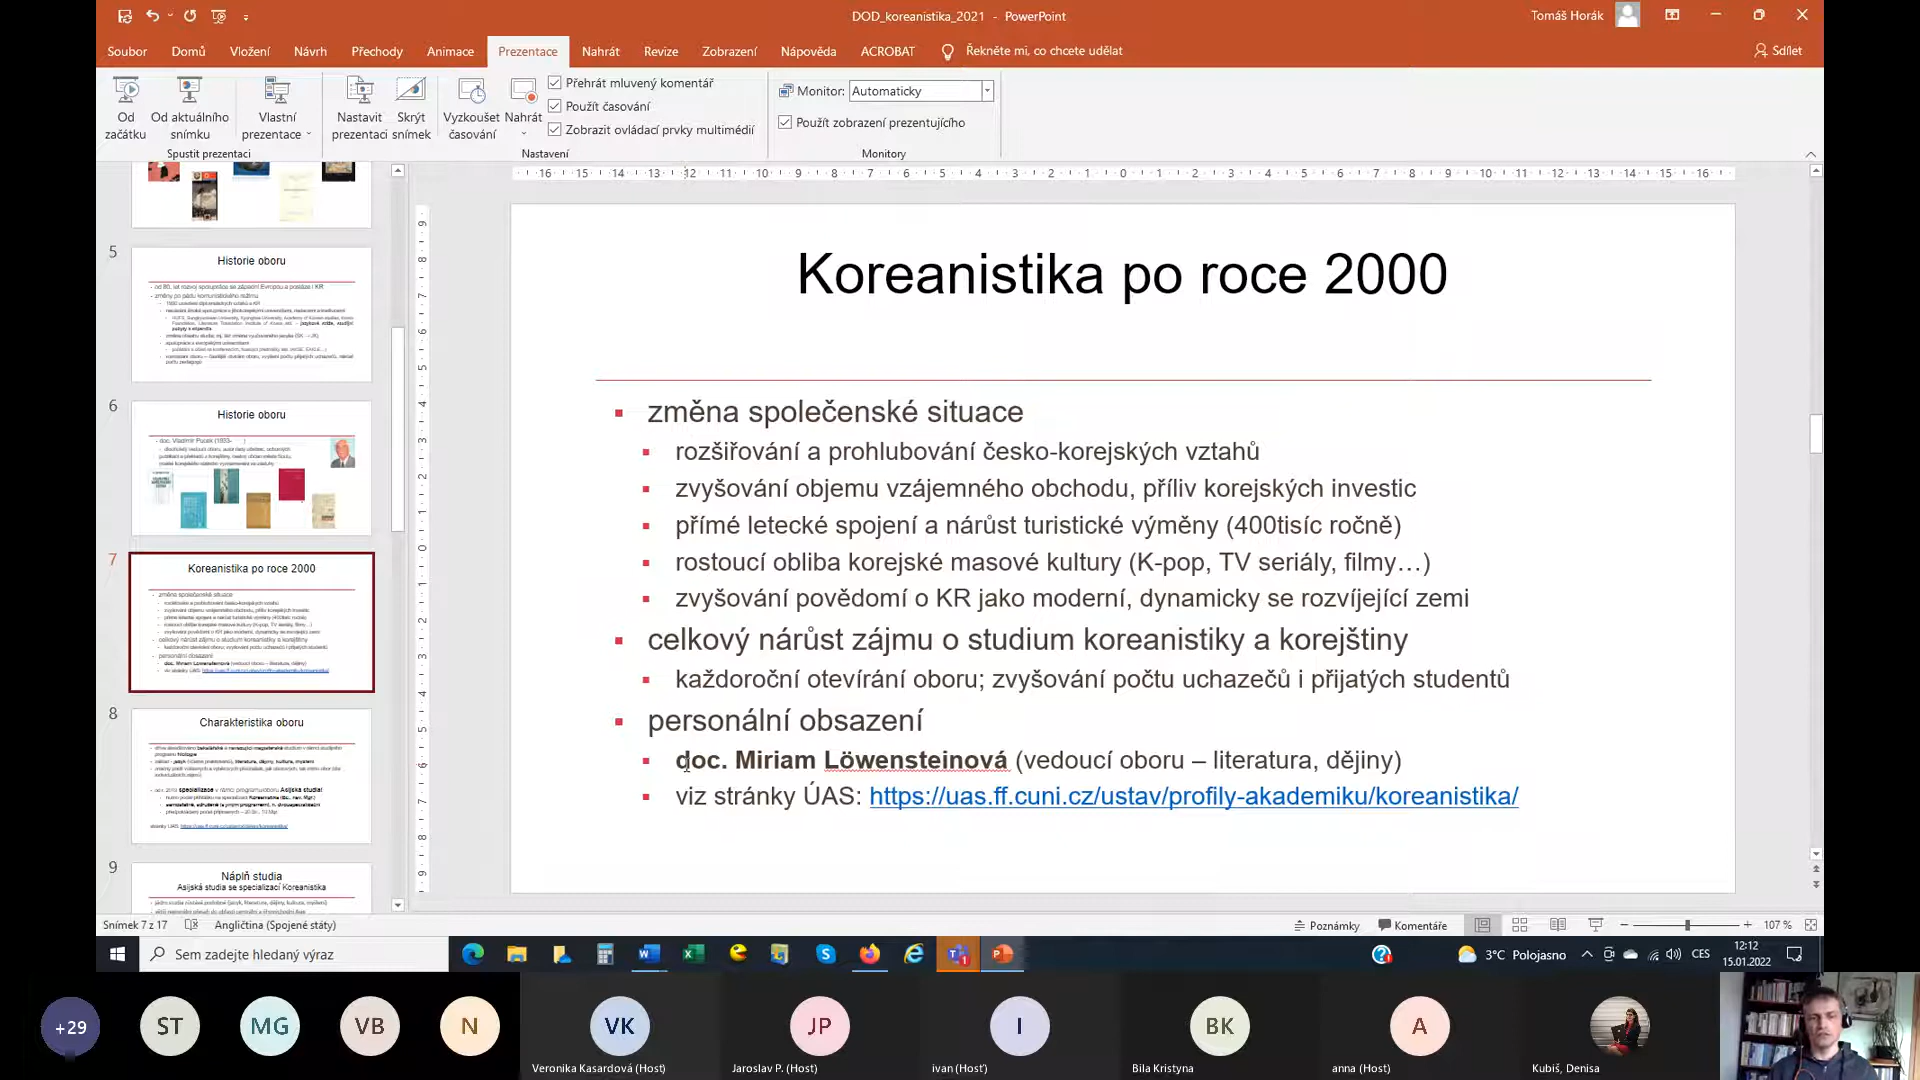 DOD_koreanistika_2021 - PowerPoint
Tomáš Horák
Soubor
Domů
Vložení
Návrh
Přechody
Animace
Prezentace
Nahrát
Revize
Zobrazení
Nápověda
ACROBAT
Řekněte mi, co chcete udělat
Sdílet
Od začátku
Od aktuálního snímku
Vlastní prezentace
Spustit prezentaci
Nastavit prezentaci
Skrýt snímek
Vyzkoušet časování
Nahrát
Přehrát mluvený komentář
Použít časování
Zobrazit ovládací prvky multimédií
Nastavení
Monitor: Automaticky
Použít zobrazení prezentujícího
Monitory
5
Historie oboru
6
Historie oboru
7
Koreanistika po roce 2000
8
Charakteristika oboru
9
Náplň studia
Asijská studia se specializací Koreanistika
Koreanistika po roce 2000
změna společenské situace
rozšiřování a prohlubování česko-korejských vztahů
zvyšování objemu vzájemného obchodu, příliv korejských investic
přímé letecké spojení a nárůst turistické výměny (400tisíc ročně)
rostoucí obliba korejské masové kultury (K-pop, TV seriály, filmy…)
zvyšování povědomí o KR jako moderní, dynamicky se rozvíjející zemi
celkový nárůst zájmu o studium koreanistiky a korejštiny
každoroční otevírání oboru; zvyšování počtu uchazečů i přijatých studentů
personální obsazení
doc. Miriam Löwensteinová (vedoucí oboru – literatura, dějiny)
viz stránky ÚAS: https://uas.ff.cuni.cz/ustav/profily-akademiku/koreanistika/
Snímek 7 z 17
Angličtina (Spojené státy)
Poznámky
Komentáře
107 %
Sem zadejte hledaný výraz
3°C Polojasno
CES
12:12
15.01.2022
+29
ST
MG
VB
N
VK
JP
I
BK
A
Veronika Kasardová (Host)
Jaroslav P. (Host)
ivan (Hosť)
Bila Kristyna
anna (Host)
Kubiš, Denisa